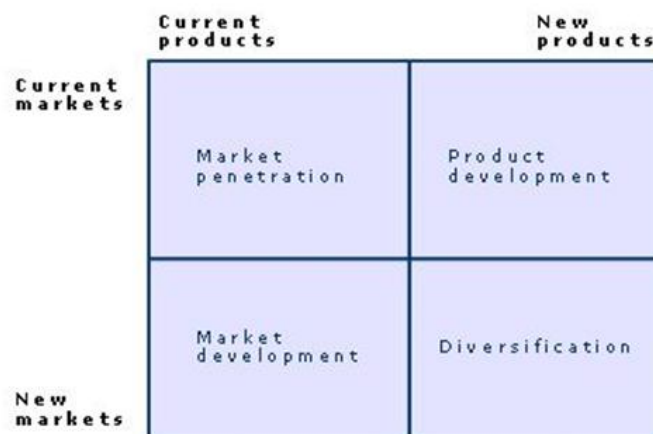 Current
products
New
products
Current
markets
Market
penetration
Product
development
Market
development
Diversification
New
markets